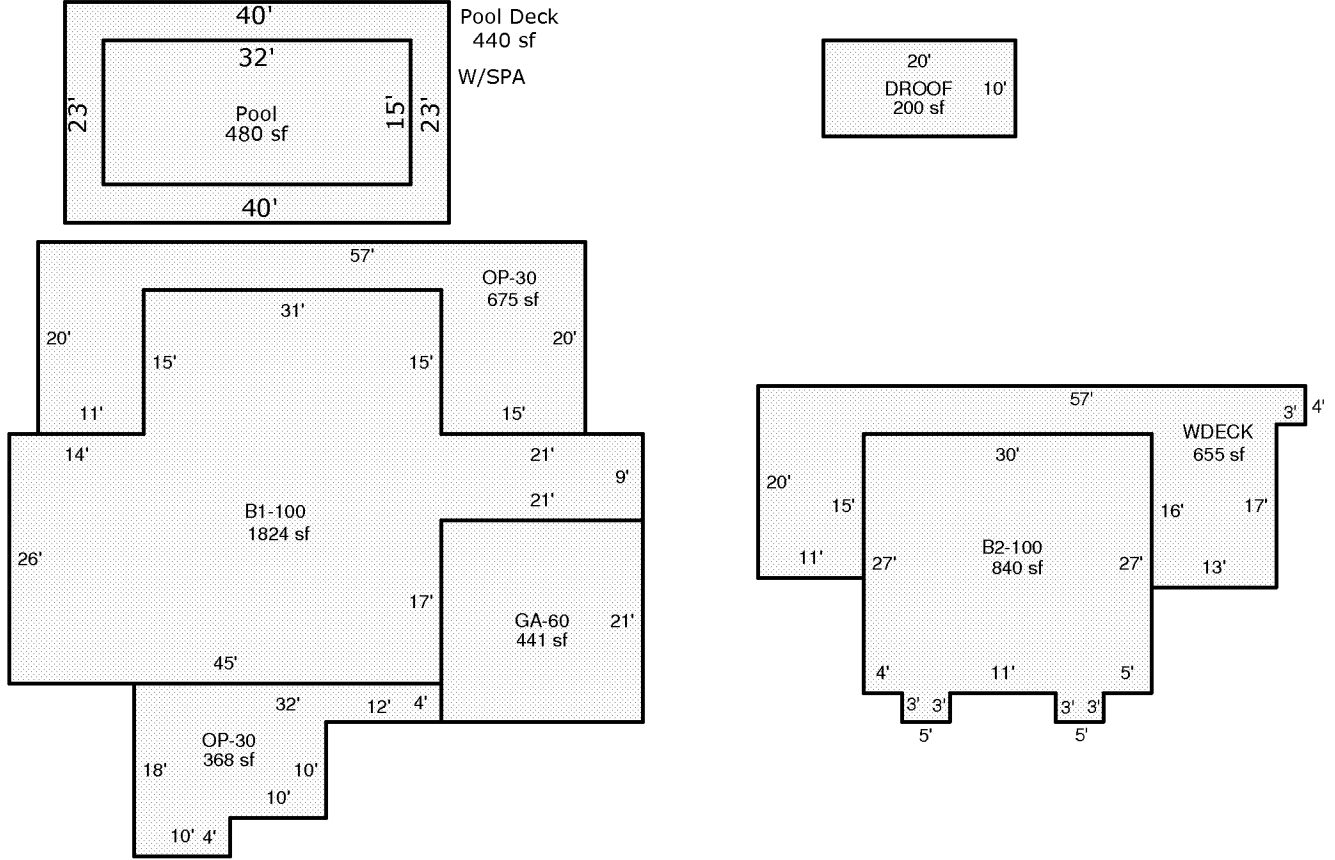 40'
Pool Deck
440 sf
32'
W/SPA
23'
15'
23'
Pool
480 sf
40'
20'
DROOF
10'
200 sf
57'
OP-30
675 sf
31'
20'
15'
15'
20'
11'
15'
14'
21'
9'
21'
B1-100
1824 sf
26'
17'
GA-60
441 sf
21'
45'
32'
12'
4'
OP-30
368 sf
18'
10'
10'
10'
4'
57'
3'
4'
WDECK
655 sf
30'
20'
15'
16'
17'
B2-100
840 sf
11'
27'
27'
13'
4'
11'
5'
3'
3'
3'
3'
5'
5'